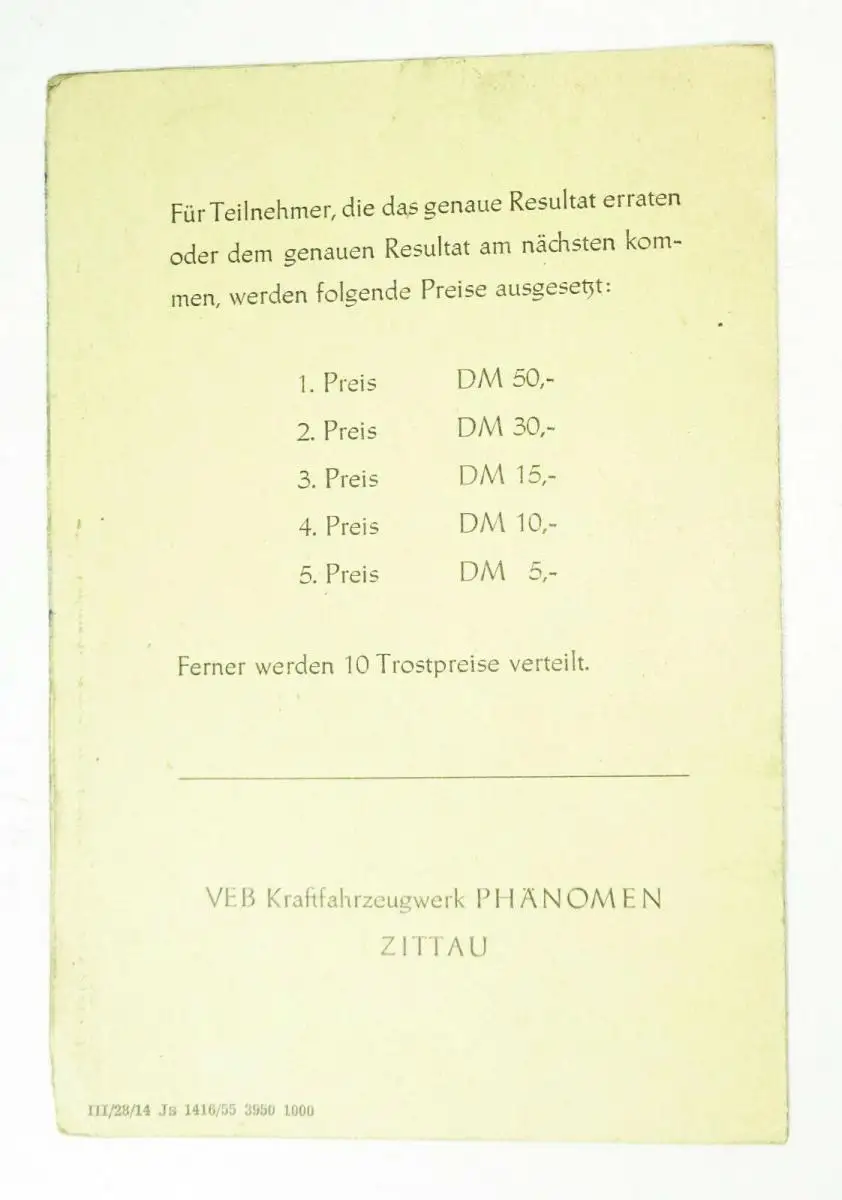 Für Teilnehmer, die das genaue Resultat erraten
oder dem genauen Resultat am nächsten kom-
men, werden folgende Preise ausgesetzt:
1. Preis DM 50,-
2. Preis DM 30,-
3. Preis DM 15,-
4. Preis DM 10,-
5. Preis DM 5,-
Ferner werden 10 Trostpreise verteilt.
VEB Kraftfahrzeugwerk PHÄNOMEN
ZITTAU
III/28/14 Js 1416/55 3950 1000